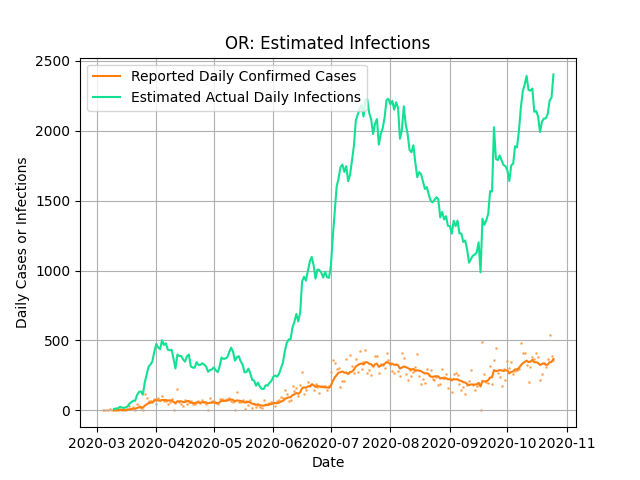 OR: Estimated Infections
Reported Daily Confirmed Cases
Estimated Actual Daily Infections
Daily Cases or Infections
2500
2000
1500
1000
500
0
2020-03 2020-04 2020-05 2020-06 2020-07 2020-08 2020-09 2020-10 2020-11
Date